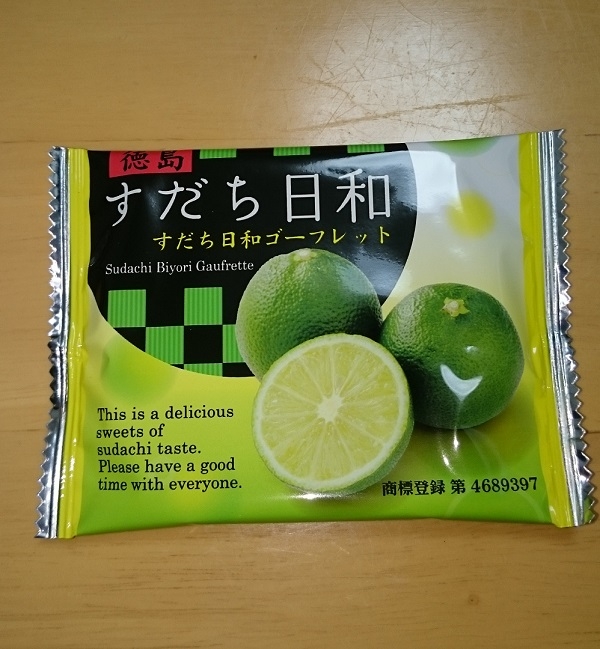 徳島
すだち日和
すだち日和ゴーフレット
Sudachi Biyori Gaufrette
This is a delicious
sweets of
sudachi taste.
Please have a good
time with everyone.
商標登録 第 4689397